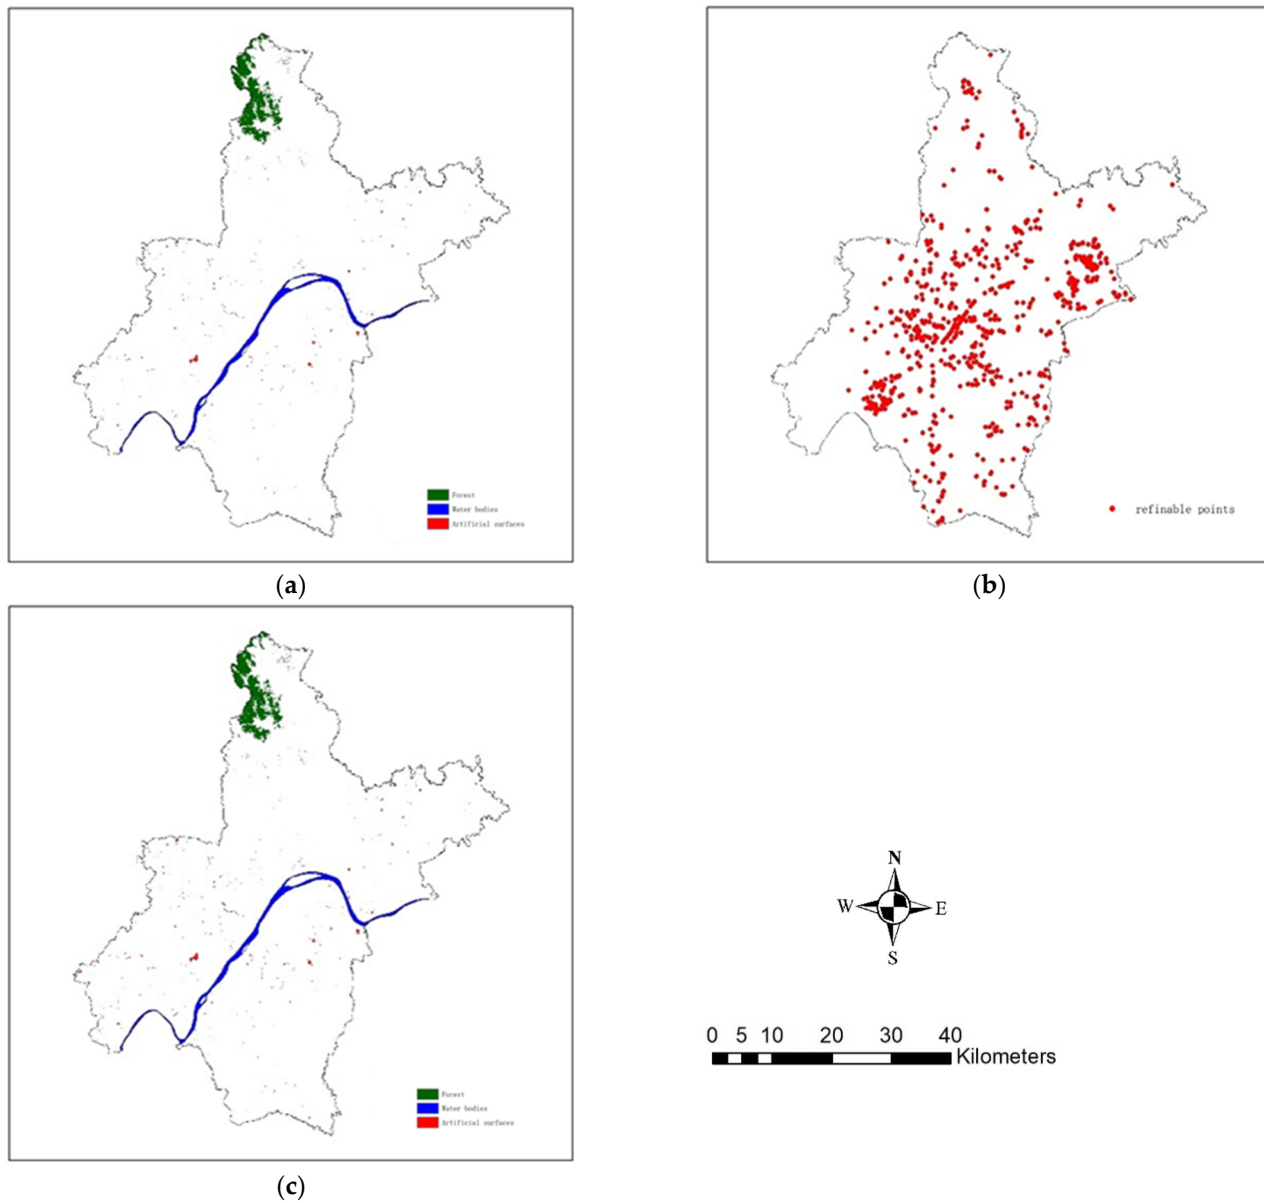 Forest
Water bodies
Artificial surfaces
(a)
refinable points
(b)
Forest
Water bodies
Artificial surfaces
(c)
N
W E
S
0 5 10 20 30 40
Kilometers